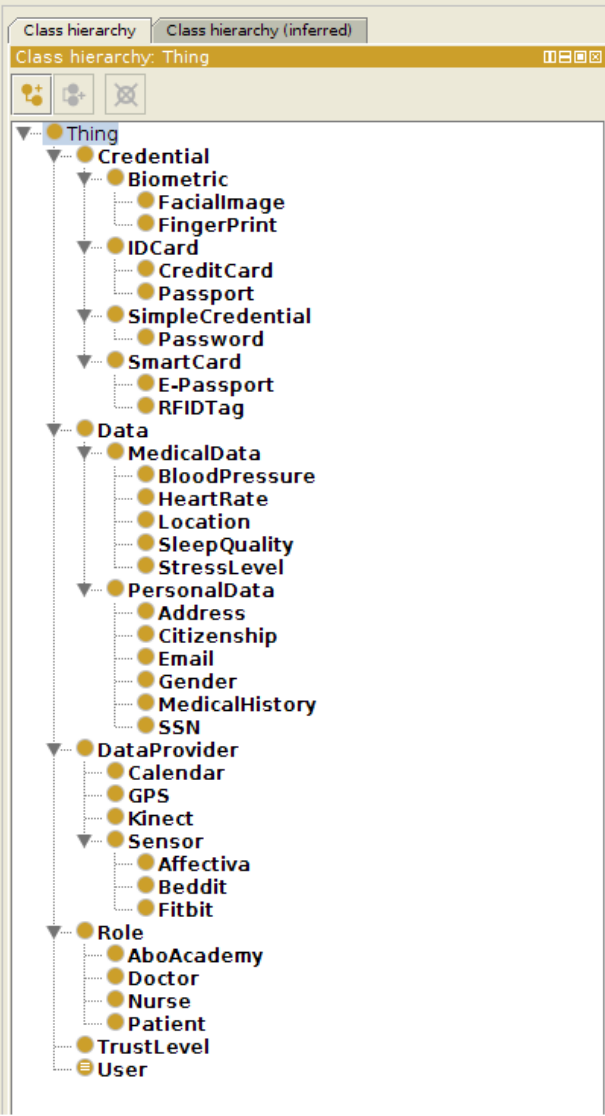 Class hierarchy Class hierarchy (inferred)
Class hierarchy: Thing
Thing
Credential
Biometric
FacialImage
FingerPrint
IDCard
CreditCard
Passport
SimpleCredential
Password
SmartCard
E-Passport
RFIDTag
Data
MedicalData
BloodPressure
HeartRate
Location
SleepQuality
StressLevel
PersonalData
Address
Citizenship
Email
Gender
MedicalHistory
SSN
DataProvider
Calendar
GPS
Kinect
Sensor
Affectiva
Beddit
Fitbit
Role
AboAcademy
Doctor
Nurse
Patient
TrustLevel
User